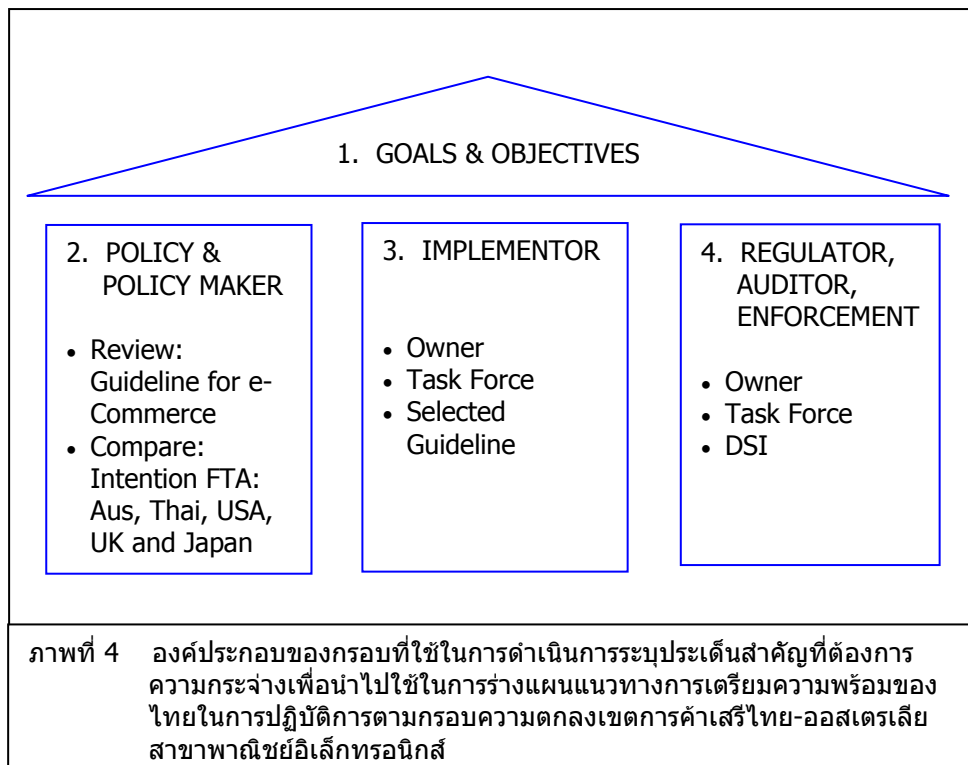 1. GOALS & OBJECTIVES
2. POLICY &
POLICY MAKER
• Review:
Guideline for e-
Commerce
• Compare:
Intention FTA:
Aus, Thai, USA,
UK and Japan
3. IMPLEMENTOR
• Owner
• Task Force
• Selected
Guideline
4. REGULATOR,
AUDITOR,
ENFORCEMENT
• Owner
• Task Force
• DSI
ภาพที่ 4 องค์ประกอบของกรอบที่ใช้ในการดำเนินการระบุประเด็นสำคัญที่ต้องการ
ความกระจ่างเพื่อนำไปใช้ในการร่างแผนแนวทางการเตรียมความพร้อมของ
ไทยในการปฏิบัติการตามกรอบความตกลงเขตการค้าเสรีไทย-ออสเตรเลีย
สาขาพาณิชย์อิเล็กทรอนิกส์